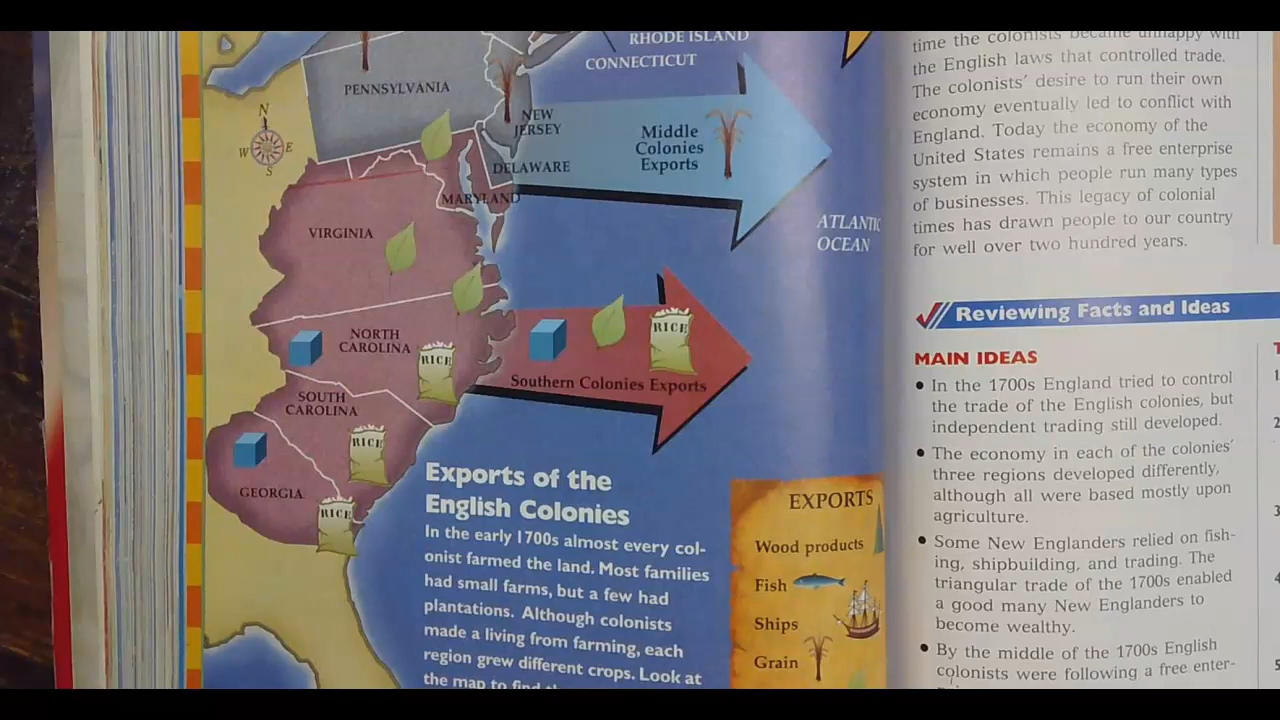 RHODE ISLAND
CONNECTICUT
PENNSYLVANIA
NEW
JERSEY
DELAWARE
MARYLAND
VIRGINIA
NORTH
CAROLINA
SOUTH
CAROLINA
GEORGIA
N
W
E
S
Middle
Colonies
Exports
ATLANTIC
OCEAN
RICE
RICE
RICE
RICE
Southern Colonies Exports
Exports of the
English Colonies
In the early 1700s almost every col-
onist farmed the land. Most families
had small farms, but a few had
plantations. Although colonists
made a living from farming, each
region grew different crops. Look at
the map to find
EXPORTS
Wood products
Fish
Ships
Grain
time the colonists became unhappy with
the English laws that controlled trade.
The colonists' desire to run their own
economy eventually led to conflict with
England. Today the economy of the
United States remains a free enterprise
system in which people run many types
of businesses. This legacy of colonial
times has drawn people to our country
for well over two hundred years.
Reviewing Facts and Ideas
MAIN IDEAS
• In the 1700s England tried to control
the trade of the English colonies, but
independent trading still developed.
• The economy in each of the colonies'
three regions developed differently,
although all were based mostly upon
agriculture.
• Some New Englanders relied on fish-
ing, shipbuilding, and trading. The
triangular trade of the 1700s enabled
a good many New Englanders to
become wealthy.
• By the middle of the 1700s English
colonists were following a free enter-